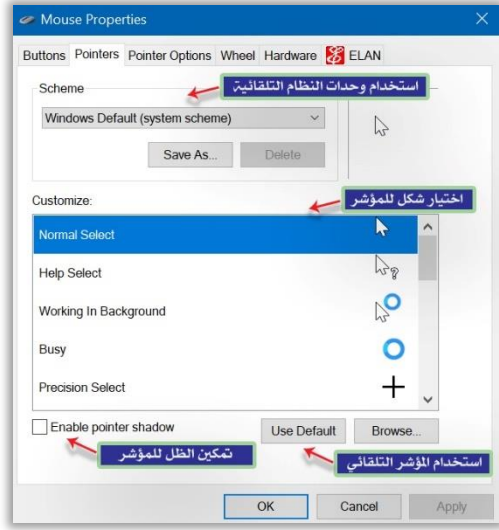 Mouse Properties
Buttons Pointers Pointer Options Wheel Hardware ELAN
Scheme
استخدام وحدات النظام التلقائية
Windows Default (system scheme)
Save As... Delete
Customize:
اختيار شكل للمؤشر
Normal Select
Help Select
Working In Background
Busy
Precision Select
Enable pointer shadow
Use Default Browse...
تمكين الظل للمؤشر
استخدام المؤشر التلقائي
OK Cancel Apply